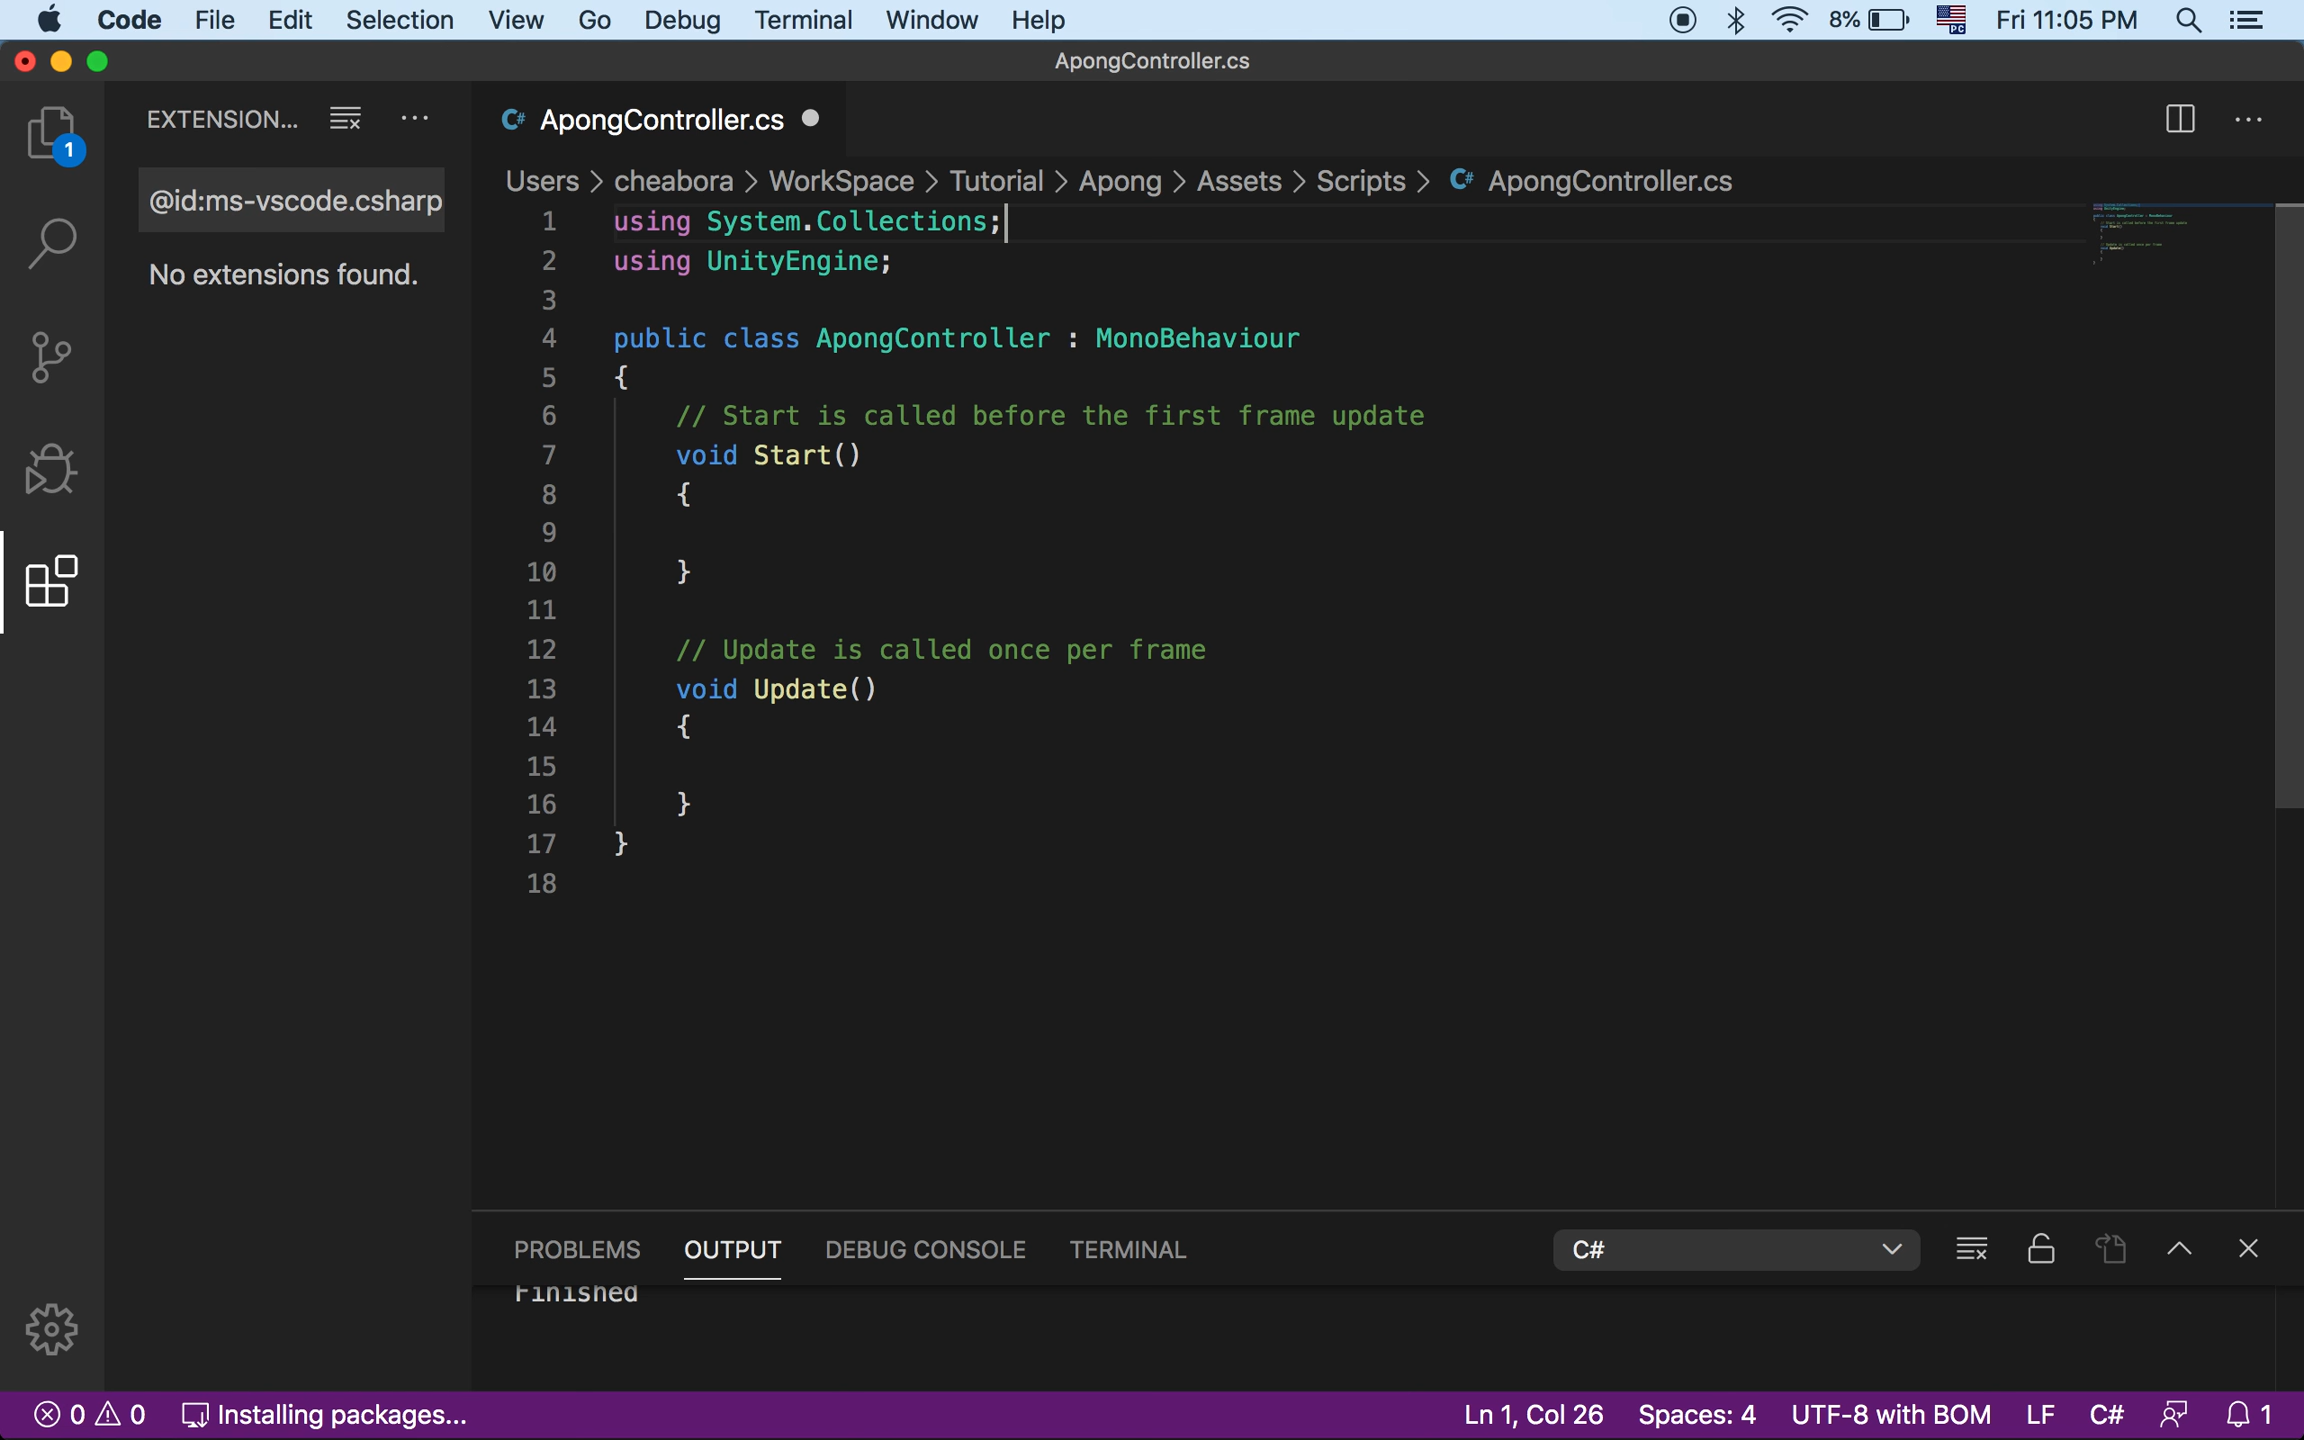 Code File Edit Selection View Go Debug Terminal Window Help 8% Fri 11:05 PM
ApongController.cs
EXTENSION...
@id:ms-vscode.csharp
No extensions found.
1
C# ApongController.cs
Users > cheabora > WorkSpace > Tutorial > Apong > Assets > Scripts > C# ApongController.cs
1 using System.Collections;
2 using UnityEngine;
3
4 public class ApongController : MonoBehaviour
5 {
6 // Start is called before the first frame update
7 void Start()
8 {
9
10 }
11
12 // Update is called once per frame
13 void Update()
14 {
15
16 }
17 }
18
PROBLEMS OUTPUT DEBUG CONSOLE TERMINAL C#
Finished
0 0 Installing packages... Ln 1, Col 26 Spaces: 4 UTF-8 with BOM LF C# 1